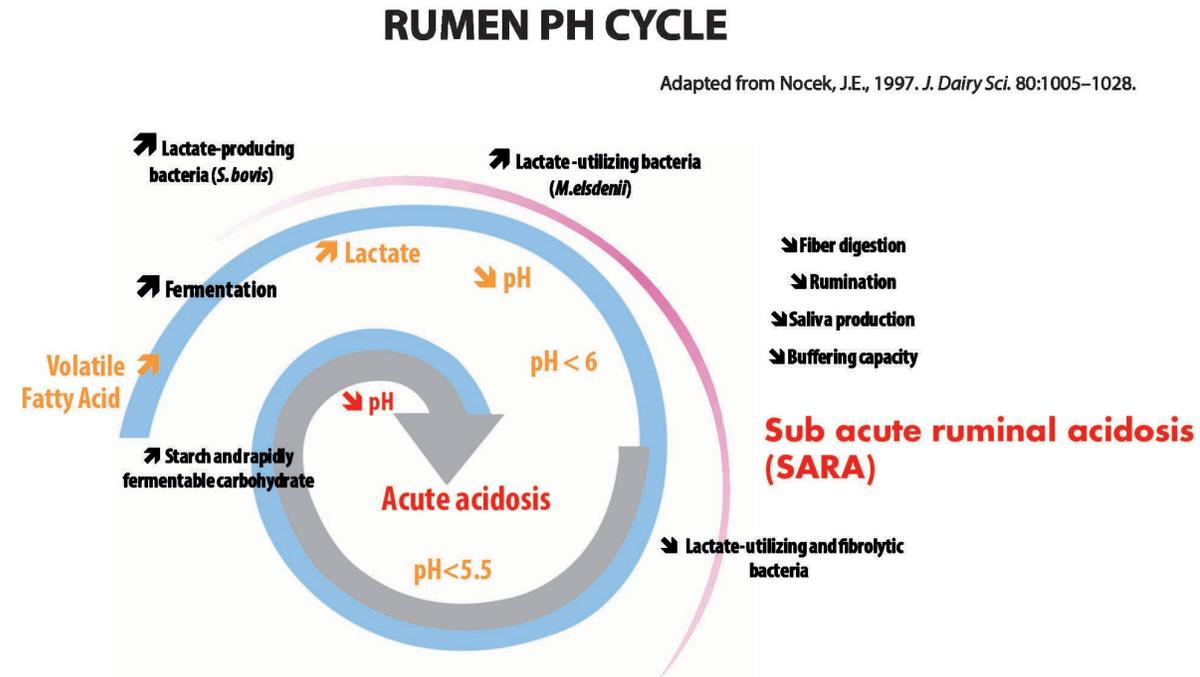 RUMEN PH CYCLE
Adapted from Nocek, J.E., 1997. J. Dairy Sci. 80:1005–1028.
Lactate-producing
bacteria (S. bovis)
Lactate-utilizing bacteria
(M.elsdenii)
Lactate
pH
Fermentation
Volatile
Fatty Acid
pH < 6
Fiber digestion
Rumination
Saliva production
Buffering capacity
pH
Starch and rapidly
fermentable carbohydrate
Sub acute ruminal acidosis
(SARA)
Acute acidosis
pH<5.5
Lactate-utilizing and fibrolytic
bacteria